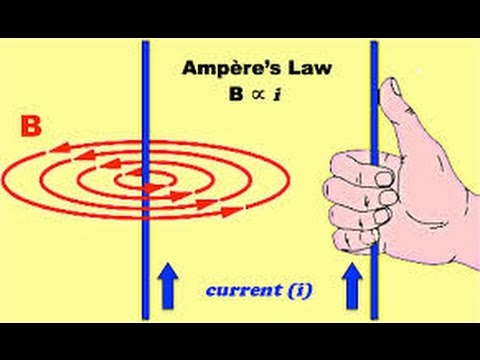 Ampère's Law
B ∝ i
B
current (i)